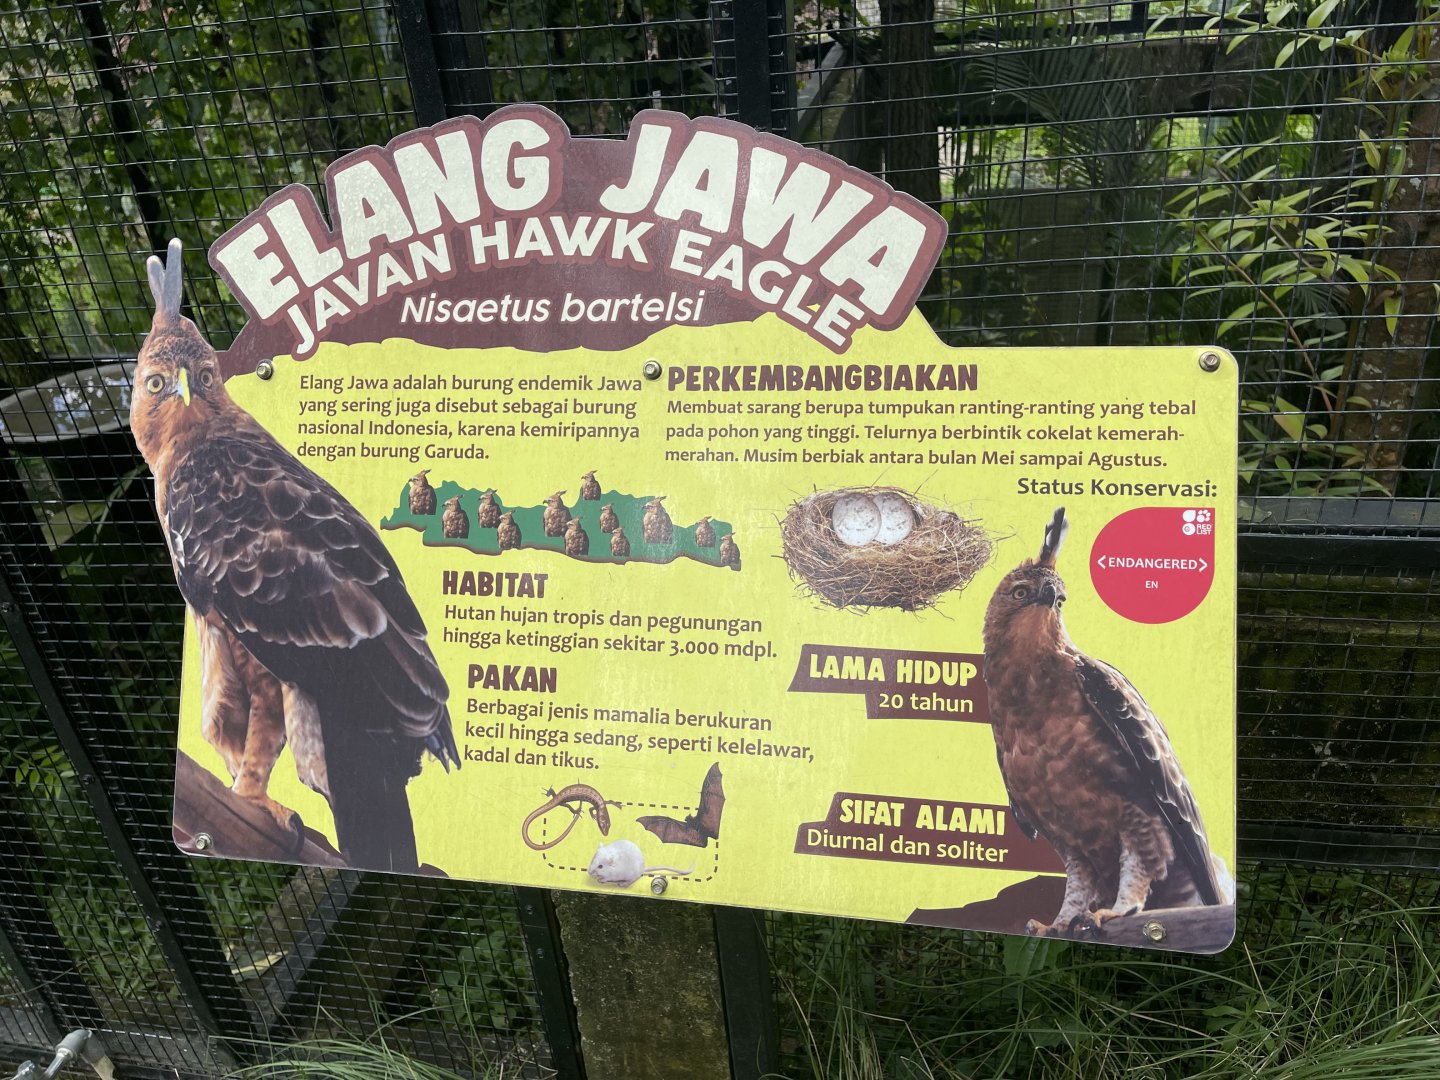 ELANG JAWA
JAVAN HAWK EAGLE
Nisaetus bartelsi
Elang Jawa adalah burung endemik Jawa
yang sering juga disebut sebagai burung
nasional Indonesia, karena kemiripannya
dengan burung Garuda.
HABITAT
Hutan hujan tropis dan pegunungan
hingga ketinggian sekitar 3.000 mdpl.
PAKAN
Berbagai jenis mamalia berukuran
kecil hingga sedang, seperti kelelawar,
kadal dan tikus.
PERKEMBANGBIAKAN
Membuat sarang berupa tumpukan ranting-ranting yang tebal
pada pohon yang tinggi. Telurnya berbintik cokelat kemerah-
merahan. Musim berbiak antara bulan Mei sampai Agustus.
Status Konservasi:
RED
LIST
<ENDANGERED>
EN
LAMA HIDUP
20 tahun
SIFAT ALAMI
Diurnal dan soliter